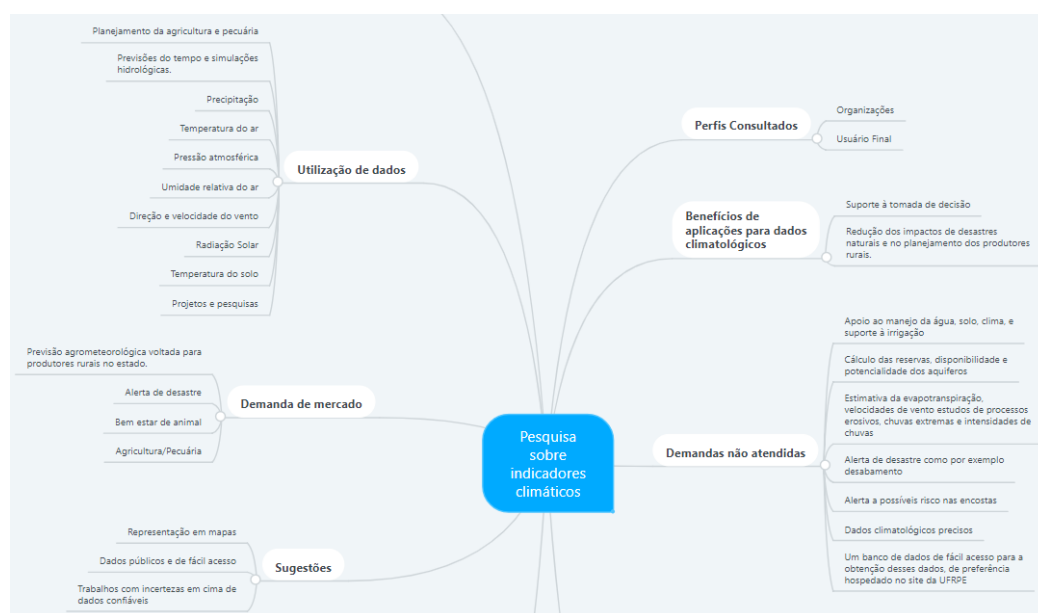 Planejamento da agricultura e pecuária
Previsões do tempo e simulações
hidrológicas.
Precipitação
Temperatura do ar
Pressão atmosférica
Umidade relativa do ar
Direção e velocidade do vento
Radiação Solar
Temperatura do solo
Projetos e pesquisas
Utilização de dados
Previsão agrometeorológica voltada para
produtores rurais no estado.
Alerta de desastre
Bem estar de animal
Agricultura/Pecuária
Demanda de mercado
Representação em mapas
Dados públicos e de fácil acesso
Trabalhos com incertezas em cima de
dados confiáveis
Sugestões
Pesquisa
sobre
indicadores
climáticos
Perfis Consultados
Organizações
Usuário Final
Benefícios de
aplicações para dados
climatológicos
Suporte à tomada de decisão
Redução dos impactos de desastres
naturais e no planejamento dos produtores
rurais.
Demandas não atendidas
Apoio ao manejo da água, solo, clima, e
suporte à irrigação
Cálculo das reservas, disponibilidade e
potencialidade dos aquiferos
Estimativa da evapotranspiração,
velocidades de vento estudos de processos
erosivos, chuvas extremas e intensidades de
chuvas
Alerta de desastre como por exemplo
desabamento
Alerta a possíveis risco nas encostas
Dados climatológicos precisos
Um banco de dados de fácil acesso para a
obtenção desses dados, de preferência
hospedado no site da UFRPE